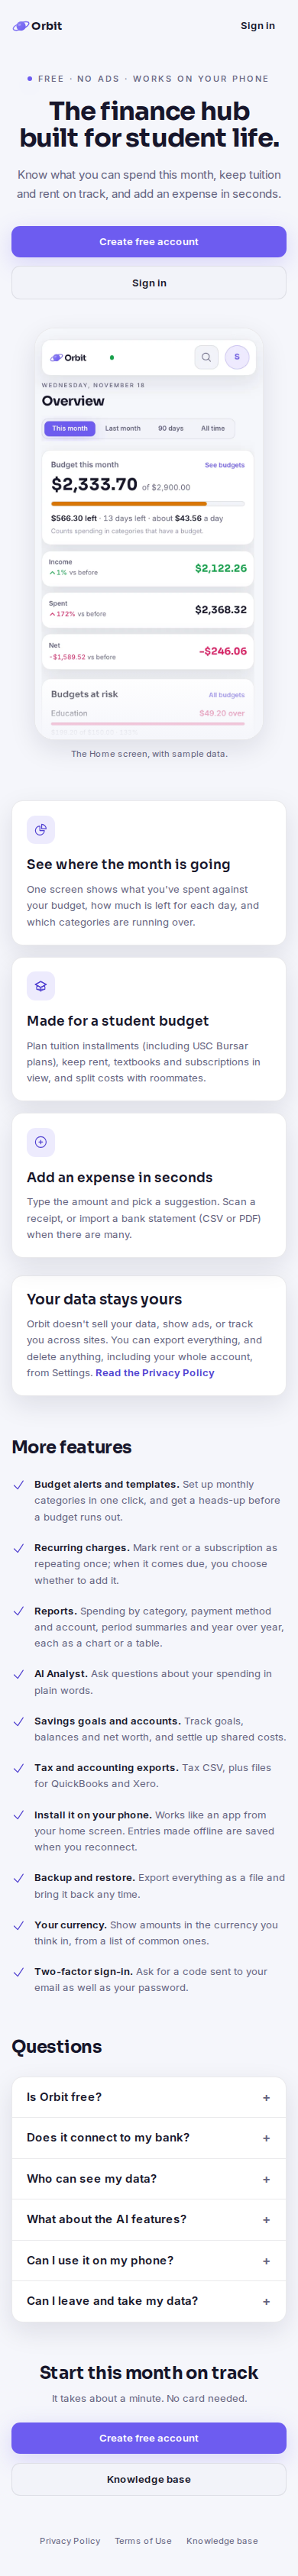 Orbit
Sign in
FREE · NO ADS · WORKS ON YOUR PHONE
The finance hub
built for student life.
Know what you can spend this month, keep tuition
and rent on track, and add an expense in seconds.
Create free account
Sign in
Orbit
S
WEDNESDAY, NOVEMBER 18
Overview
This month Last month 90 days All time
Budget this month See budgets
$2,333.70 of $2,900.00
$566.30 left · 13 days left · about $43.56 a day
Counts spending in categories that have a budget.
Income
1% vs before
$2,122.26
Spent
172% vs before
$2,368.32
Net
-$1,589.52 vs before
-$246.06
Budgets at risk All budgets
Education $49.20 over
The Home screen, with sample data.
See where the month is going
One screen shows what you've spent against
your budget, how much is left for each day, and
which categories are running over.
Made for a student budget
Plan tuition installments (including USC Bursar
plans), keep rent, textbooks and subscriptions in
view, and split costs with roommates.
Add an expense in seconds
Type the amount and pick a suggestion. Scan a
receipt, or import a bank statement (CSV or PDF)
when there are many.
Your data stays yours
Orbit doesn't sell your data, show ads, or track
you across sites. You can export everything, and
delete anything, including your whole account,
from Settings. Read the Privacy Policy
More features
Budget alerts and templates. Set up monthly
categories in one click, and get a heads-up before
a budget runs out.
Recurring charges. Mark rent or a subscription as
repeating once; when it comes due, you choose
whether to add it.
Reports. Spending by category, payment method
and account, period summaries and year over year,
each as a chart or a table.
AI Analyst. Ask questions about your spending in
plain words.
Savings goals and accounts. Track goals,
balances and net worth, and settle up shared costs.
Tax and accounting exports. Tax CSV, plus files
for QuickBooks and Xero.
Install it on your phone. Works like an app from
your home screen. Entries made offline are saved
when you reconnect.
Backup and restore. Export everything as a file and
bring it back any time.
Your currency. Show amounts in the currency you
think in, from a list of common ones.
Two-factor sign-in. Ask for a code sent to your
email as well as your password.
Questions
Is Orbit free? +
Does it connect to my bank? +
Who can see my data? +
What about the AI features? +
Can I use it on my phone? +
Can I leave and take my data? +
Start this month on track
It takes about a minute. No card needed.
Create free account
Knowledge base
Privacy Policy Terms of Use Knowledge base